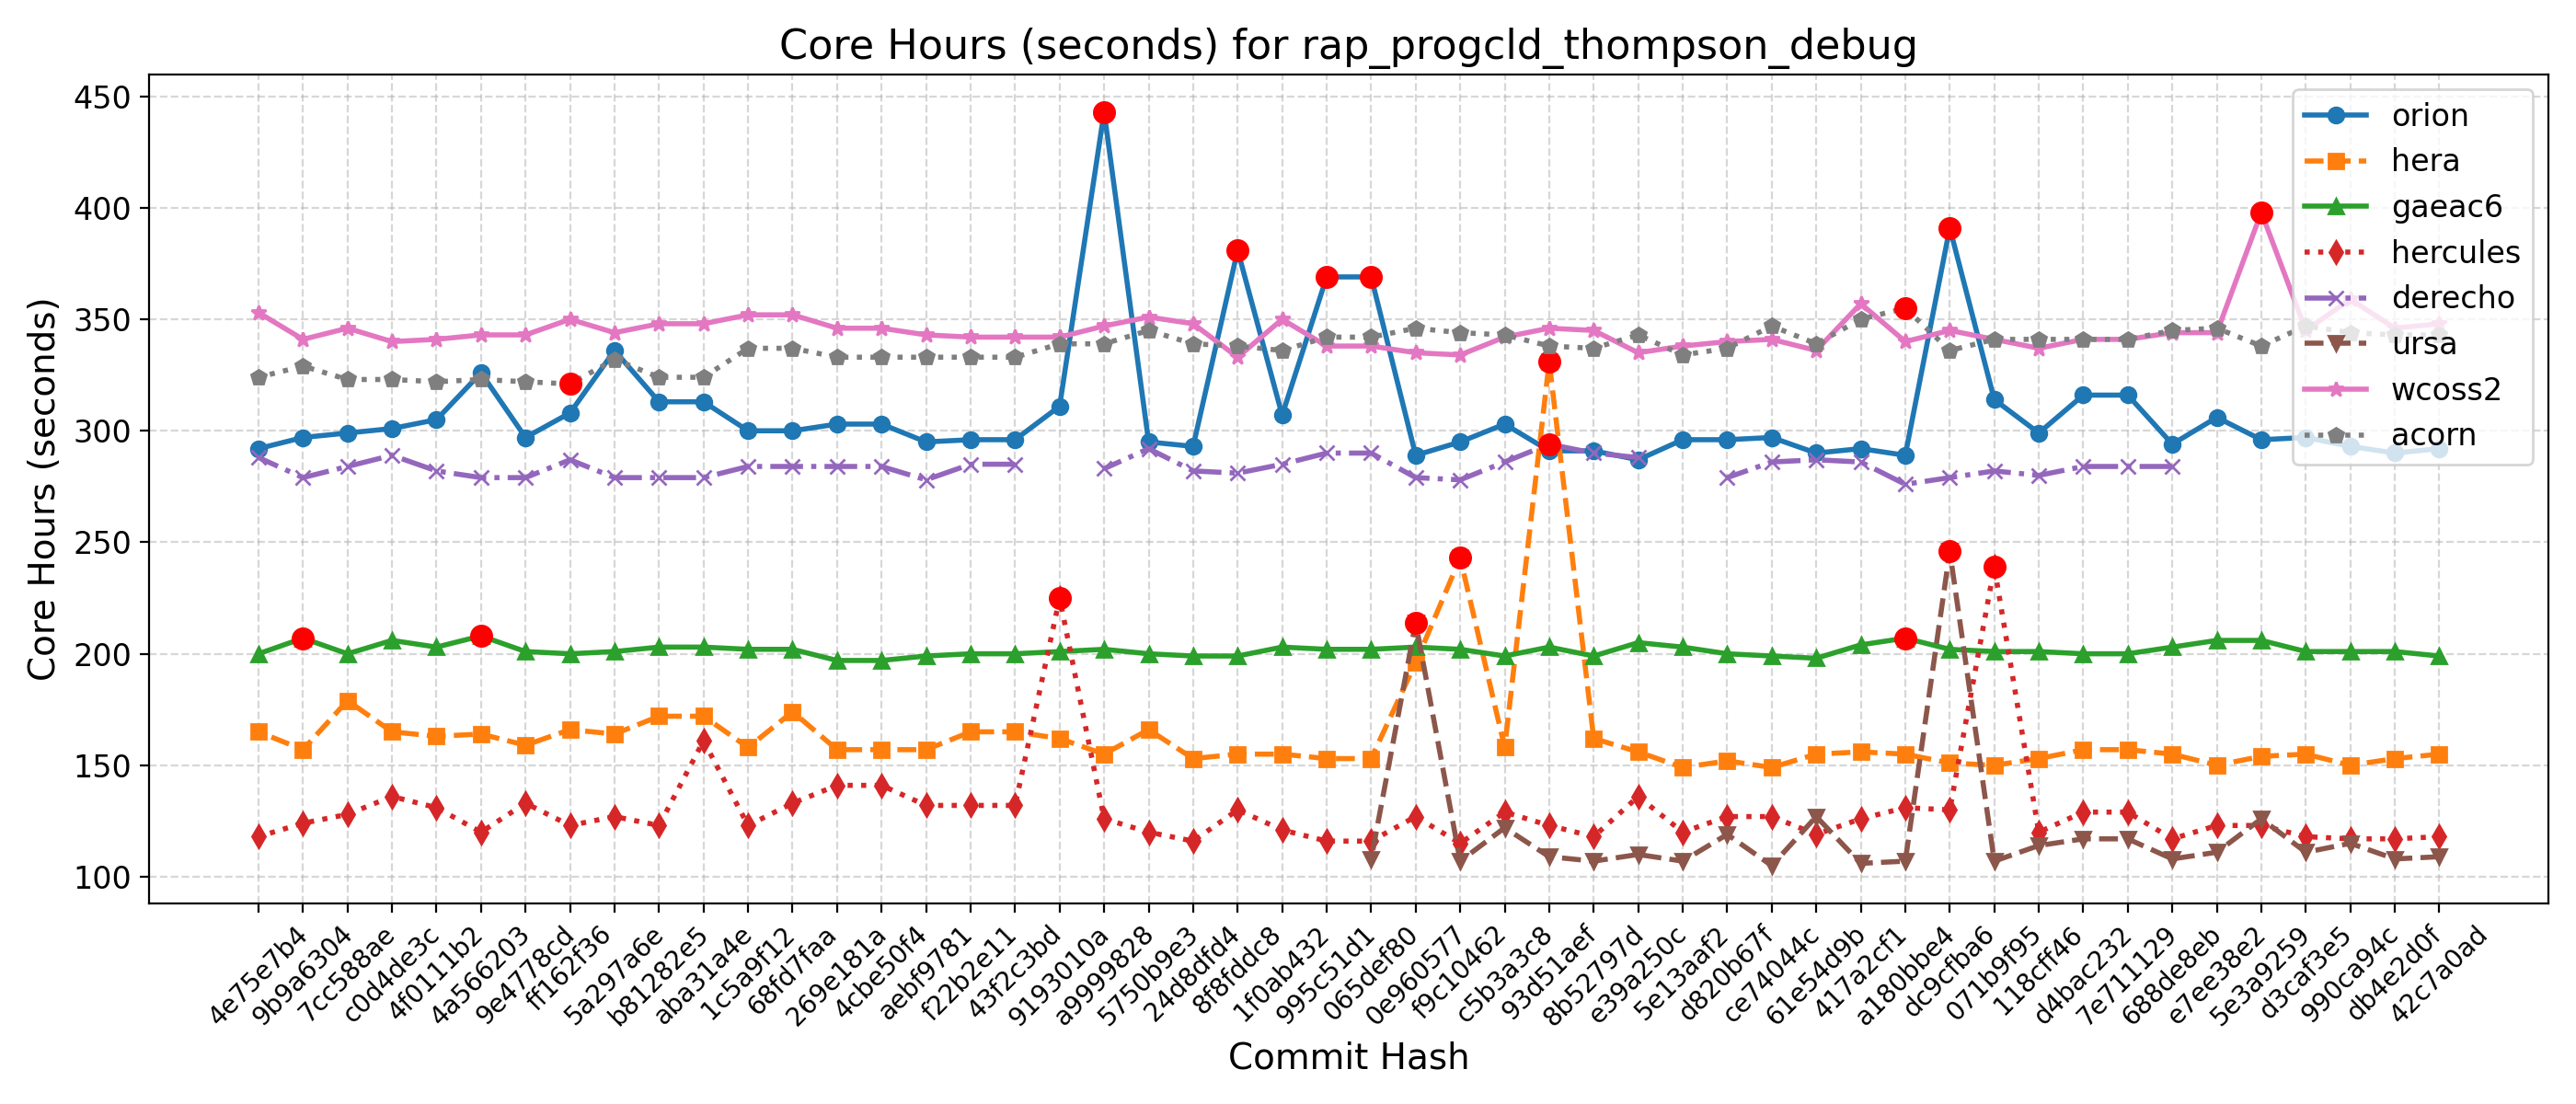 Core Hours (seconds) for rap_progcld_thompson_debug
Core Hours (seconds)
450
400
350
300
250
200
150
100
orion
hera
gaeac6
hercules
derecho
ursa
wcoss2
acorn
4e75e7b4
9b9a6304
7cc588ae
c0d4de3c
4f0111b2
4a566203
9e4778cd
ff162f36
5a297a6e
b81282e5
aba31a4e
1c5a9f12
68fd7faa
269e181a
4cbe50f4
aebf9781
f22b2e11
43f2c3bd
9193010a
a9999828
5750b9e3
24d8dfd4
8f8fddc8
1f0ab432
995c51d1
065def80
0e960577
f9c10462
c5b3a3c8
93d51aef
8b52797d
e39a250c
5e13aaf2
d820b67f
ce74044c
61e54d9b
417a2cf1
a180bbe4
dc9cfba6
071b9f95
118cff46
d4bac232
7e711129
688de8eb
e7ee38e2
5e3a9259
d3caf3e5
990ca94c
db4e2d0f
42c7a0ad
Commit Hash